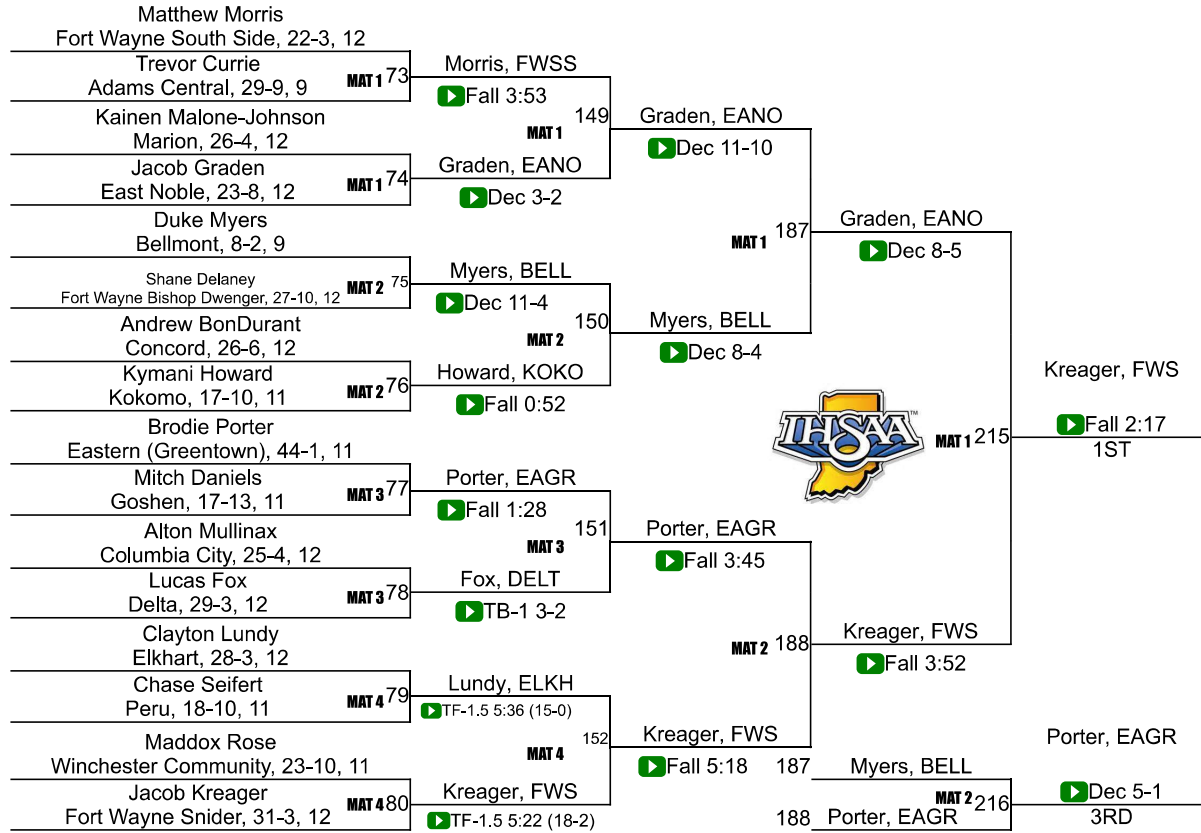 Matthew Morris
Fort Wayne South Side, 22-3, 12
Trevor Currie
Adams Central, 29-9, 9
MAT 1 73
Kainen Malone-Johnson
Marion, 26-4, 12
Jacob Graden
East Noble, 23-8, 12
MAT 1 74
Duke Myers
Bellmont, 8-2, 9
Shane Delaney
Fort Wayne Bishop Dwenger, 27-10, 12
MAT 2 75
Andrew BonDurant
Concord, 26-6, 12
Kymani Howard
Kokomo, 17-10, 11
MAT 2 76
Brodie Porter
Eastern (Greentown), 44-1, 11
Mitch Daniels
Goshen, 17-13, 11
MAT 3 77
Alton Mullinax
Columbia City, 25-4, 12
Lucas Fox
Delta, 29-3, 12
MAT 3 78
Clayton Lundy
Elkhart, 28-3, 12
Chase Seifert
Peru, 18-10, 11
MAT 4 79
Maddox Rose
Winchester Community, 23-10, 11
Jacob Kreager
Fort Wayne Snider, 31-3, 12
MAT 4 80
Morris, FWSS
Fall 3:53
MAT 1 149
Graden, EANO
Dec 3-2
Myers, BELL
Dec 11-4
MAT 2 150
Howard, KOKO
Fall 0:52
Porter, EAGR
Fall 1:28
MAT 3 151
Fox, DELT
TB-1 3-2
Lundy, ELKH
TF-1.5 5:36 (15-0)
MAT 4 152
Kreager, FWS
TF-1.5 5:22 (18-2)
Graden, EANO
Dec 11-10
MAT 1 187
Myers, BELL
Dec 8-4
Porter, EAGR
Fall 3:45
MAT 2 188
Kreager, FWS
Fall 5:18
Graden, EANO
Dec 8-5
IHSAA™
MAT 1 215
Kreager, FWS
Fall 3:52
Kreager, FWS
Fall 2:17
1ST
187 Myers, BELL
MAT 2 216
188 Porter, EAGR
Porter, EAGR
Dec 5-1
3RD